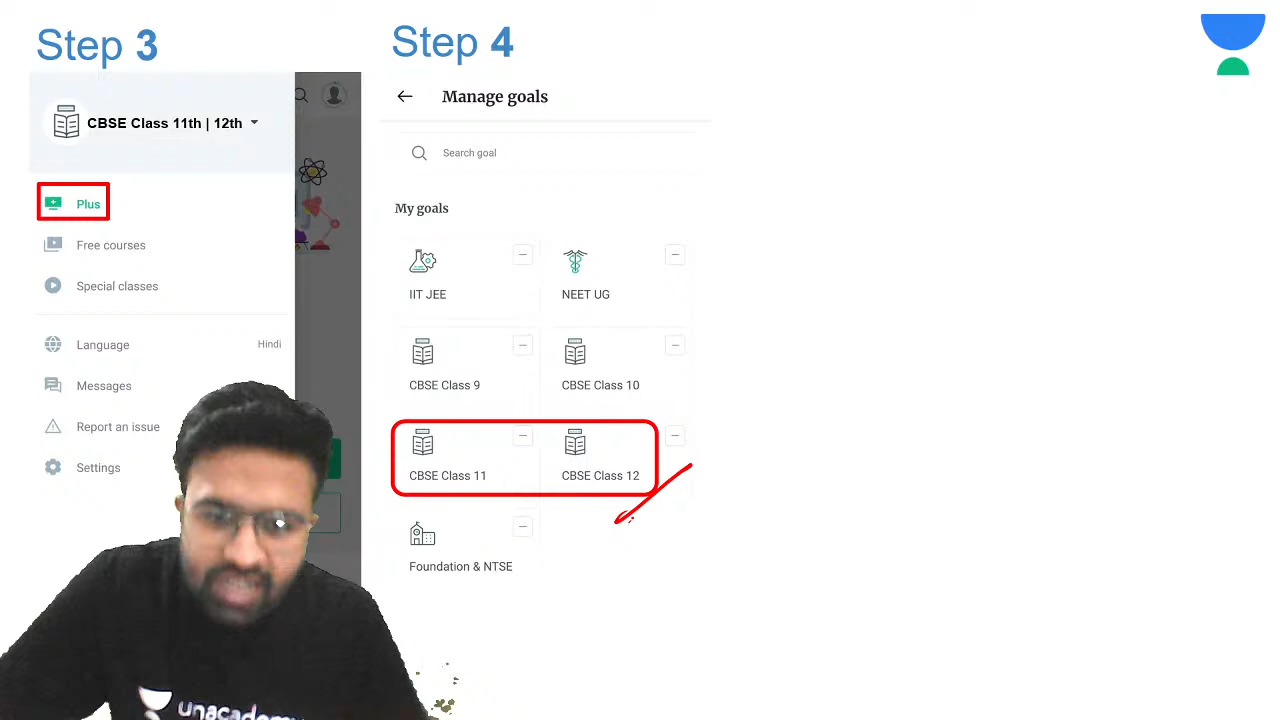 Step 3
CBSE Class 11th | 12th
Plus
Free courses
Special classes
Language
Hindi
Messages
Report an issue
Settings
unacademy
Step 4
Manage goals
Search goal
My goals
IIT JEE
NEET UG
CBSE Class 9
CBSE Class 10
CBSE Class 11
CBSE Class 12
Foundation & NTSE